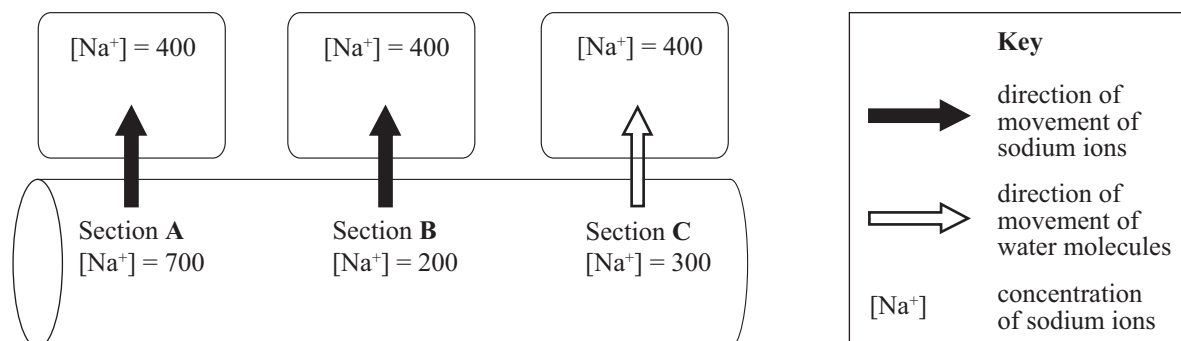 [Na⁺] = 400
[Na⁺] = 400
[Na⁺] = 400
Section A
[Na⁺] = 700
Section B
[Na⁺] = 200
Section C
[Na⁺] = 300
Key
direction of
movement of
sodium ions
direction of
movement of
water molecules
[Na⁺]
concentration
of sodium ions